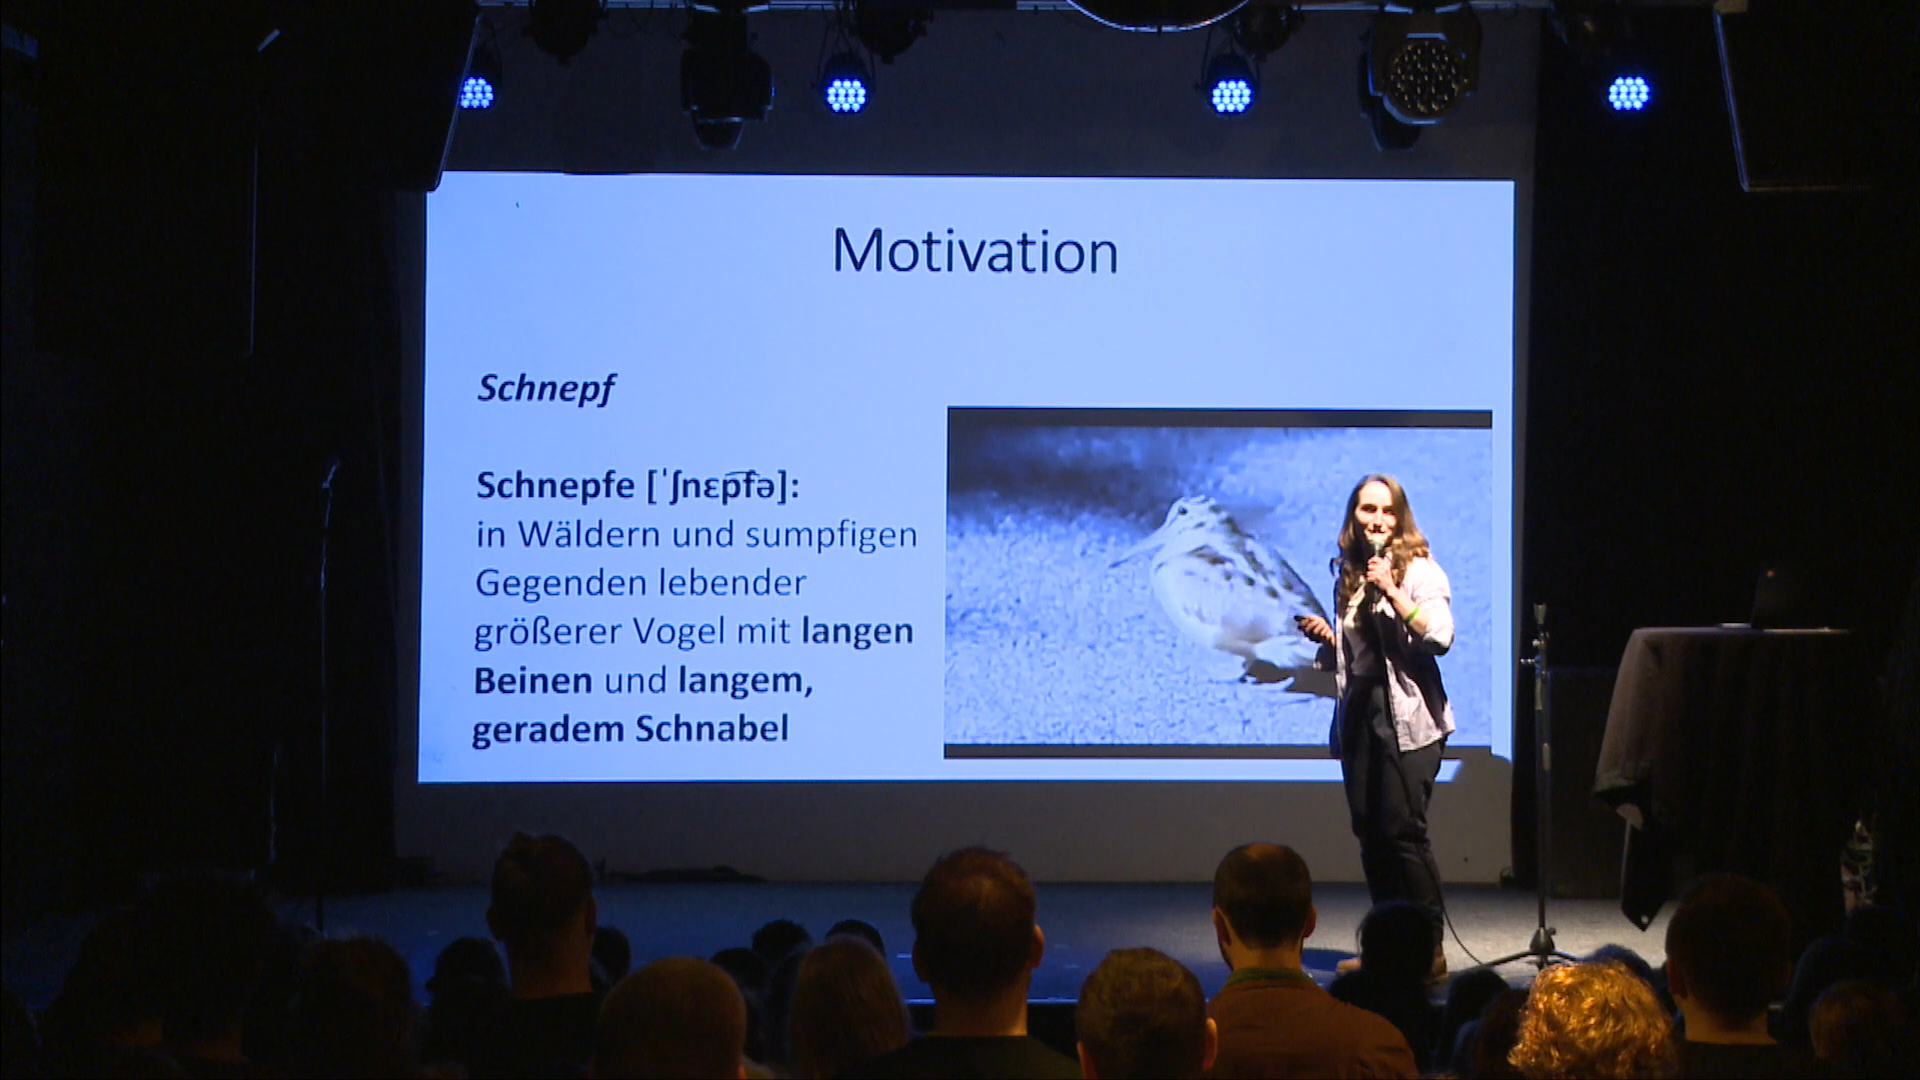 Motivation
Schnepf
Schnepfe [ˈʃnɛp͡fə]:
in Wäldern und sumpfigen
Gegenden lebender
größerer Vogel mit langen
Beinen und langem,
geradem Schnabel